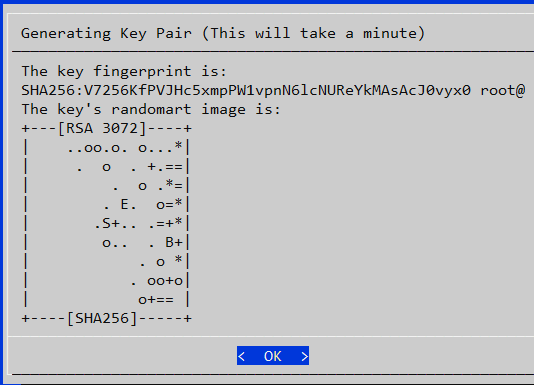 Generating Key Pair (This will take a minute)
The key fingerprint is:
SHA256:V7256KfPVJHc5xmpPW1vpnN6lcNUReYkMAsAcJ0vyx0 root@
The key's randomart image is:
+---[RSA 3072]----+
|    ..oo.o. o...*|
|     .  o  . +.==|
|         .  o .*=|
|        . E.  o=*|
|       .S+.. .=+*|
|        o..  . B+|
|            . o *|
|           . oo+o|
|            o+== |
+----[SHA256]-----+
<  OK  >